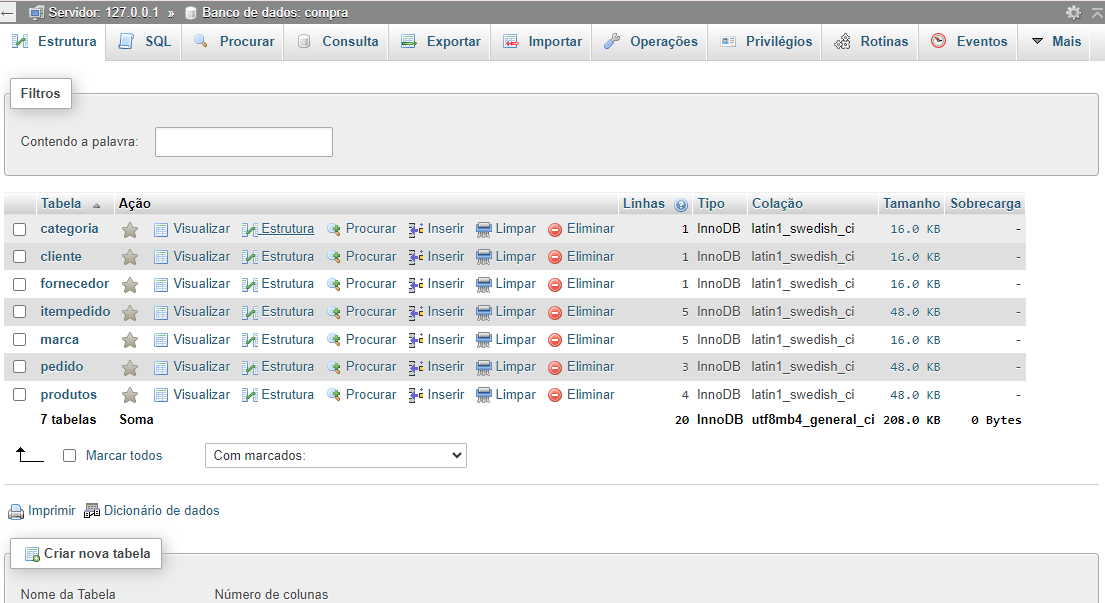 Servidor: 127.0.0.1 » Banco de dados: compra
Estrutura SQL Procurar Consulta Exportar Importar Operações Privilégios Rotinas Eventos Mais
Filtros
Contendo a palavra:
Tabela Ação Linhas Tipo Colação Tamanho Sobrecarga
categoria Visualizar Estrutura Procurar Inserir Limpar Eliminar 1 InnoDB latin1_swedish_ci 16.0 KB -
cliente Visualizar Estrutura Procurar Inserir Limpar Eliminar 1 InnoDB latin1_swedish_ci 16.0 KB -
fornecedor Visualizar Estrutura Procurar Inserir Limpar Eliminar 1 InnoDB latin1_swedish_ci 16.0 KB -
itempedido Visualizar Estrutura Procurar Inserir Limpar Eliminar 5 InnoDB latin1_swedish_ci 48.0 KB -
marca Visualizar Estrutura Procurar Inserir Limpar Eliminar 5 InnoDB latin1_swedish_ci 16.0 KB -
pedido Visualizar Estrutura Procurar Inserir Limpar Eliminar 3 InnoDB latin1_swedish_ci 48.0 KB -
produtos Visualizar Estrutura Procurar Inserir Limpar Eliminar 4 InnoDB latin1_swedish_ci 48.0 KB -
7 tabelas Soma 20 InnoDB utf8mb4_general_ci 208.0 KB 0 Bytes
Marcar todos Com marcados:
Imprimir Dicionário de dados
Criar nova tabela
Nome da Tabela Número de colunas